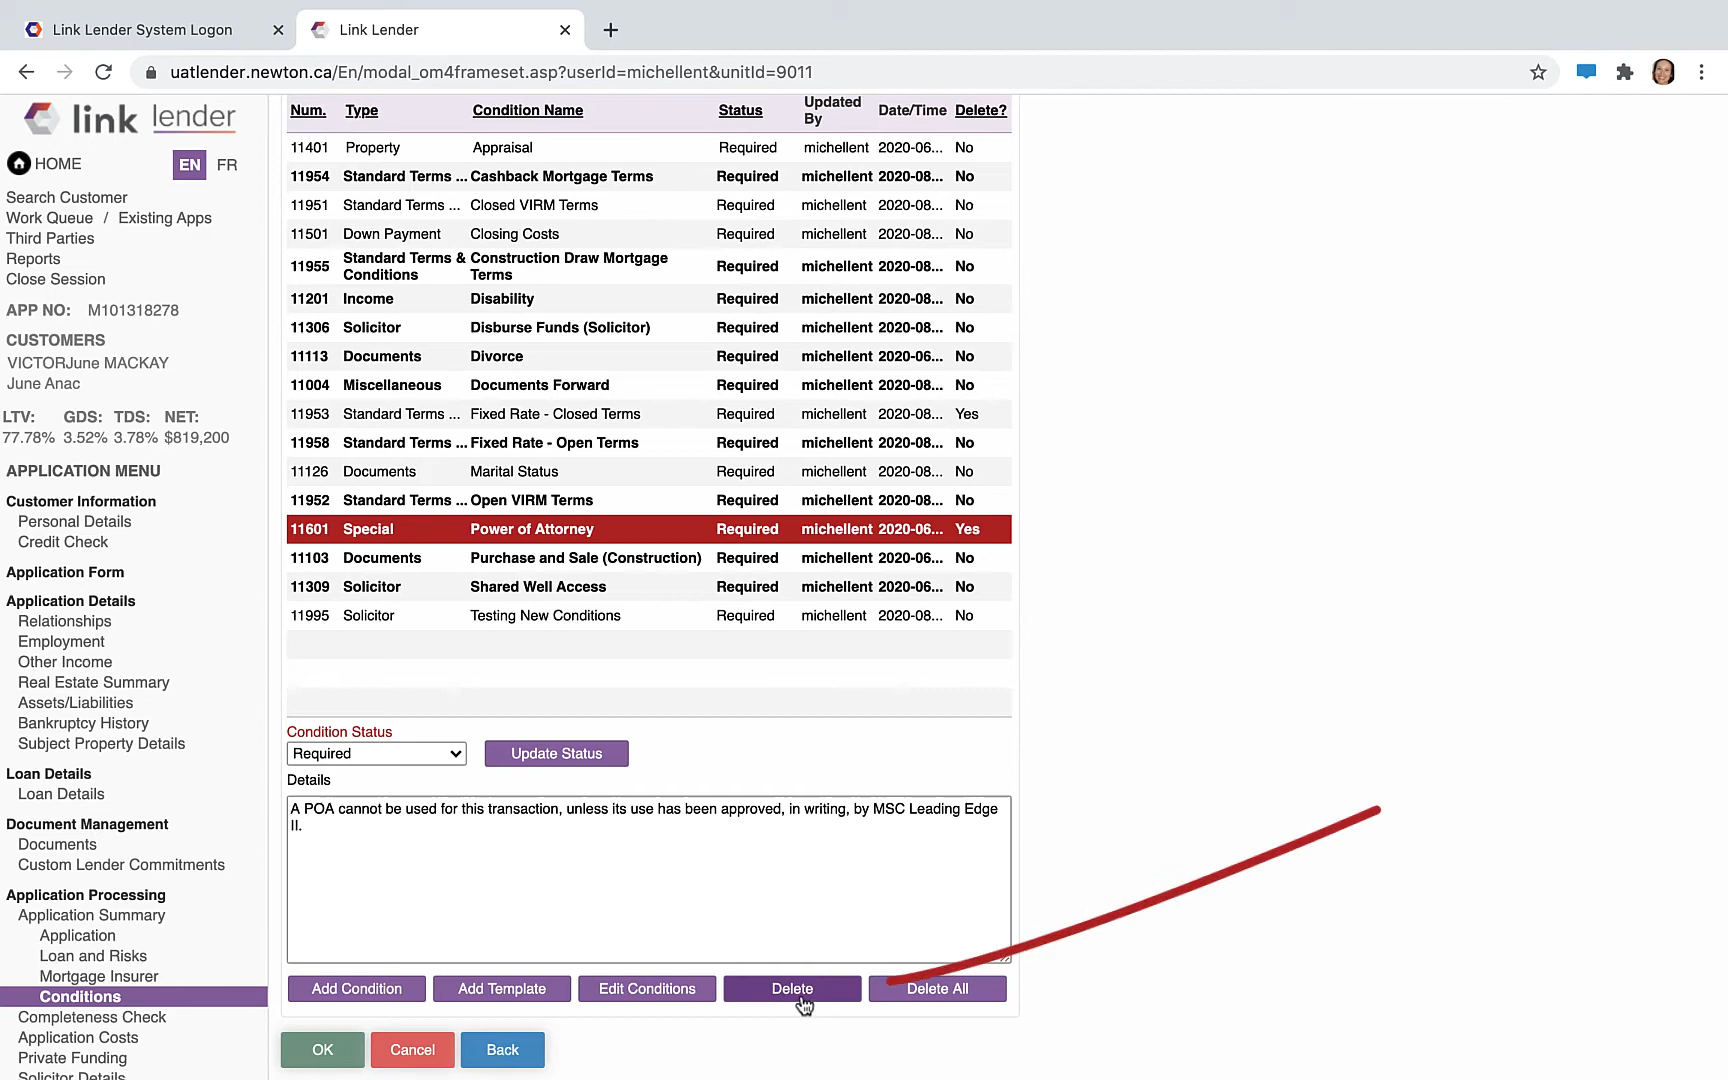 Link Lender System Logon
Link Lender
uatlender.newton.ca/En/modal_om4frameset.asp?userId=michellent&unitId=9011
link lender
HOME EN FR
Search Customer
Work Queue / Existing Apps
Third Parties
Reports
Close Session
APP NO: M101318278
CUSTOMERS
VICTORJune MACKAY
June Anac
LTV: GDS: TDS: NET:
77.78% 3.52% 3.78% $819,200
APPLICATION MENU
Customer Information
Personal Details
Credit Check
Application Form
Application Details
Relationships
Employment
Other Income
Real Estate Summary
Assets/Liabilities
Bankruptcy History
Subject Property Details
Loan Details
Loan Details
Document Management
Documents
Custom Lender Commitments
Application Processing
Application Summary
Application
Loan and Risks
Mortgage Insurer
Conditions
Completeness Check
Application Costs
Private Funding
Solicitor Details
Num. Type Condition Name Status Updated By Date/Time Delete?
11401 Property Appraisal Required michellent 2020-06... No
11954 Standard Terms ... Cashback Mortgage Terms Required michellent 2020-08... No
11951 Standard Terms ... Closed VIRM Terms Required michellent 2020-08... No
11501 Down Payment Closing Costs Required michellent 2020-08... No
11955 Standard Terms & Conditions Construction Draw Mortgage Terms Required michellent 2020-08... No
11201 Income Disability Required michellent 2020-08... No
11306 Solicitor Disburse Funds (Solicitor) Required michellent 2020-08... No
11113 Documents Divorce Required michellent 2020-06... No
11004 Miscellaneous Documents Forward Required michellent 2020-08... No
11953 Standard Terms ... Fixed Rate - Closed Terms Required michellent 2020-08... Yes
11958 Standard Terms ... Fixed Rate - Open Terms Required michellent 2020-08... No
11126 Documents Marital Status Required michellent 2020-08... No
11952 Standard Terms ... Open VIRM Terms Required michellent 2020-08... No
11601 Special Power of Attorney Required michellent 2020-06... Yes
11103 Documents Purchase and Sale (Construction) Required michellent 2020-06... No
11309 Solicitor Shared Well Access Required michellent 2020-06... No
11995 Solicitor Testing New Conditions Required michellent 2020-08... No
Condition Status
Required Update Status
Details
A POA cannot be used for this transaction, unless its use has been approved, in writing, by MSC Leading Edge
II.
Add Condition Add Template Edit Conditions Delete Delete All
OK Cancel Back